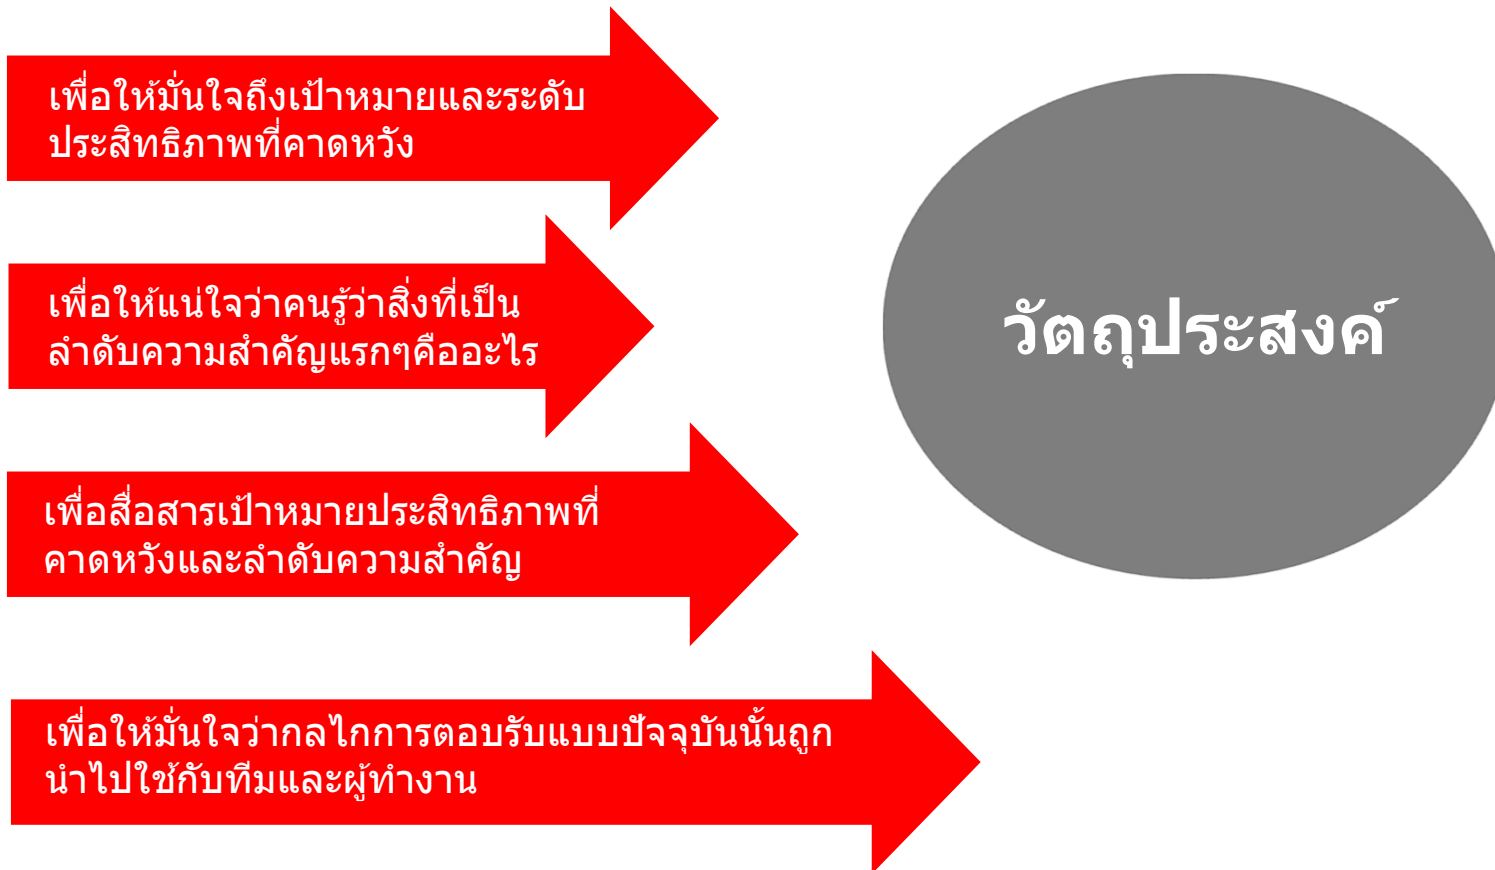 เพื่อให้มั่นใจถึงเป้าหมายและระดับ
ประสิทธิภาพที่คาดหวัง
เพื่อให้แน่ใจว่าคนรู้ว่าสิ่งที่เป็น
ลำดับความสำคัญแรกๆคืออะไร
วัตถุประสงค์
เพื่อสื่อสารเป้าหมายประสิทธิภาพที่
คาดหวังและลำดับความสำคัญ
เพื่อให้มั่นใจว่ากลไกการตอบรับแบบปัจจุบันนั้นถูก
นำไปใช้กับทีมและผู้ทำงาน